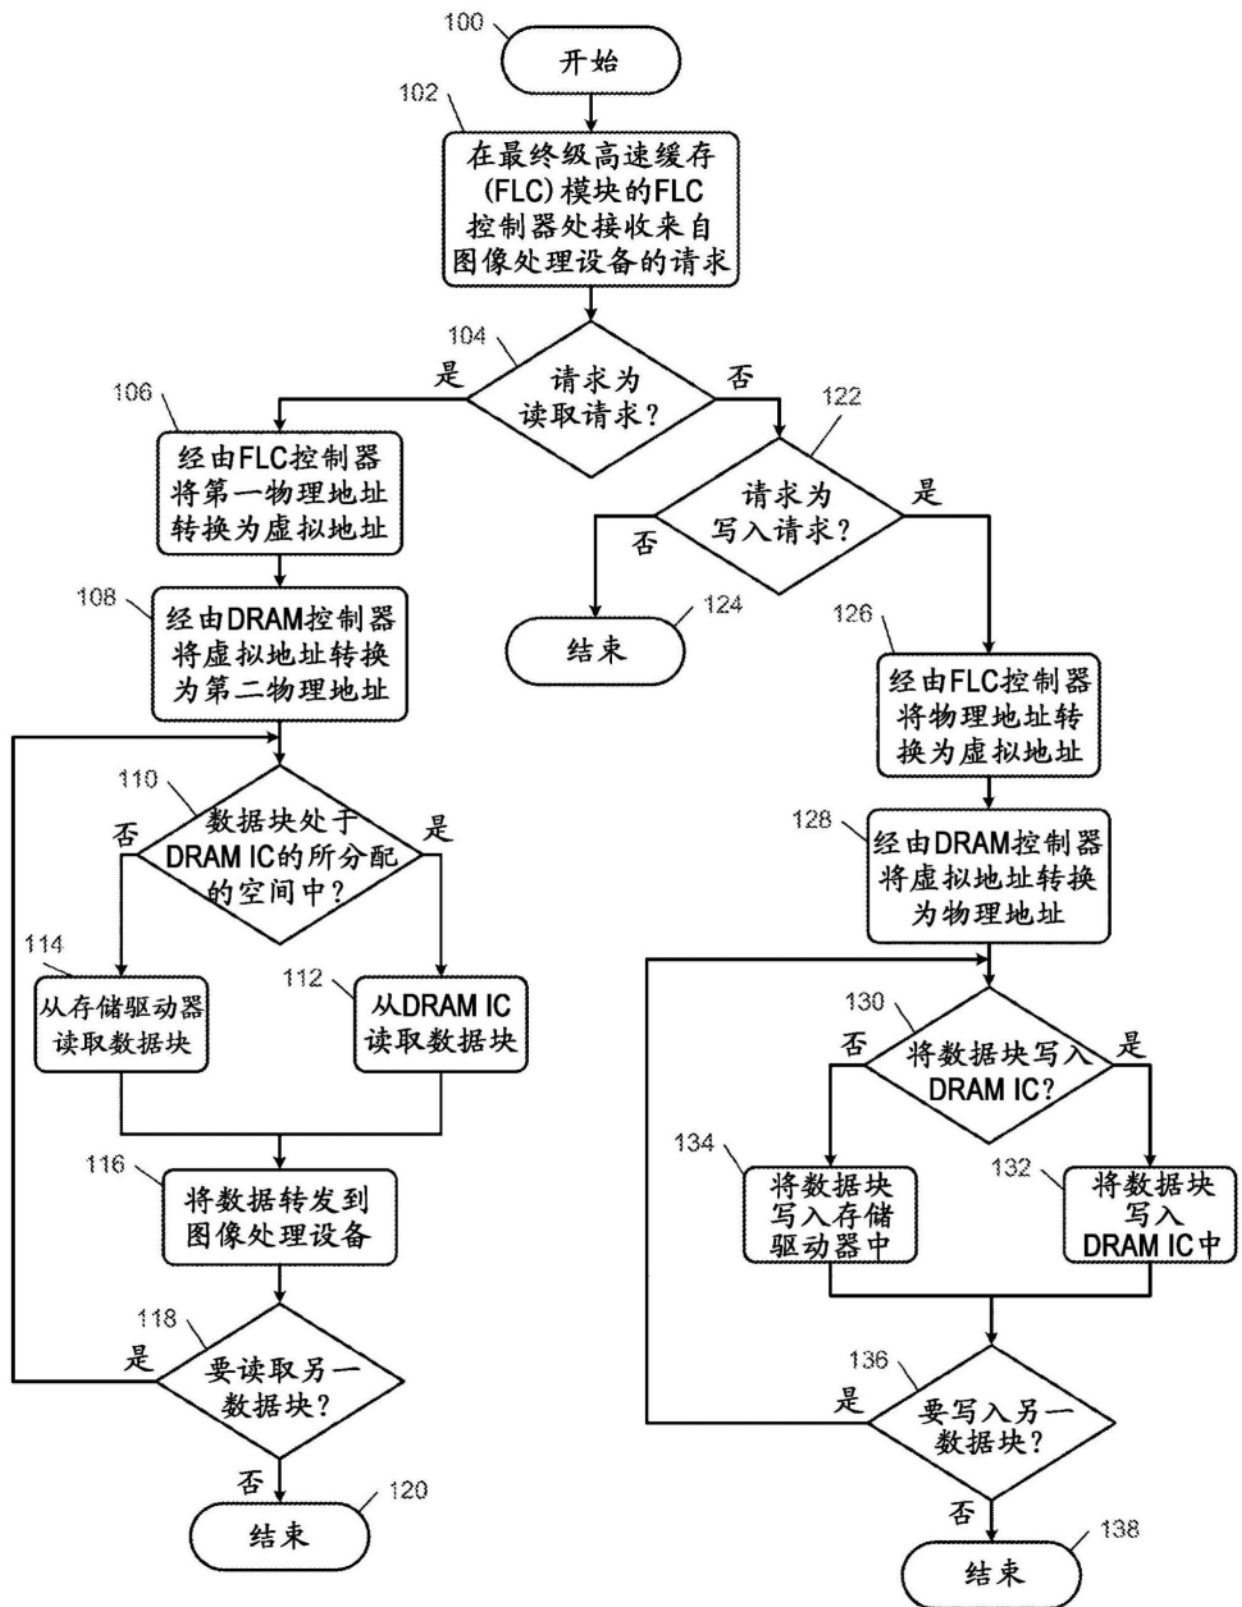 100
开始
102
在最终级高速缓存
(FLC)模块的FLC
控制器处接收来自
图像处理设备的请求
104
请求为
读取请求?
是
否
106
经由FLC控制器
将第一物理地址
转换为虚拟地址
108
经由DRAM控制器
将虚拟地址转换
为第二物理地址
110
数据块处于
DRAM IC的所分配
的空间中?
否
是
114
从存储驱动器
读取数据块
112
从DRAM IC
读取数据块
116
将数据转发到
图像处理设备
118
要读取另一
数据块?
是
否
120
结束
122
请求为
写入请求?
否
是
124
结束
126
经由FLC控制器
将物理地址转
换为虚拟地址
128
经由DRAM控制器
将虚拟地址转换
为物理地址
130
将数据块写入
DRAM IC?
否
是
134
将数据块
写入存储
驱动器中
132
将数据块
写入
DRAM IC中
136
要写入另一
数据块?
是
否
138
结束